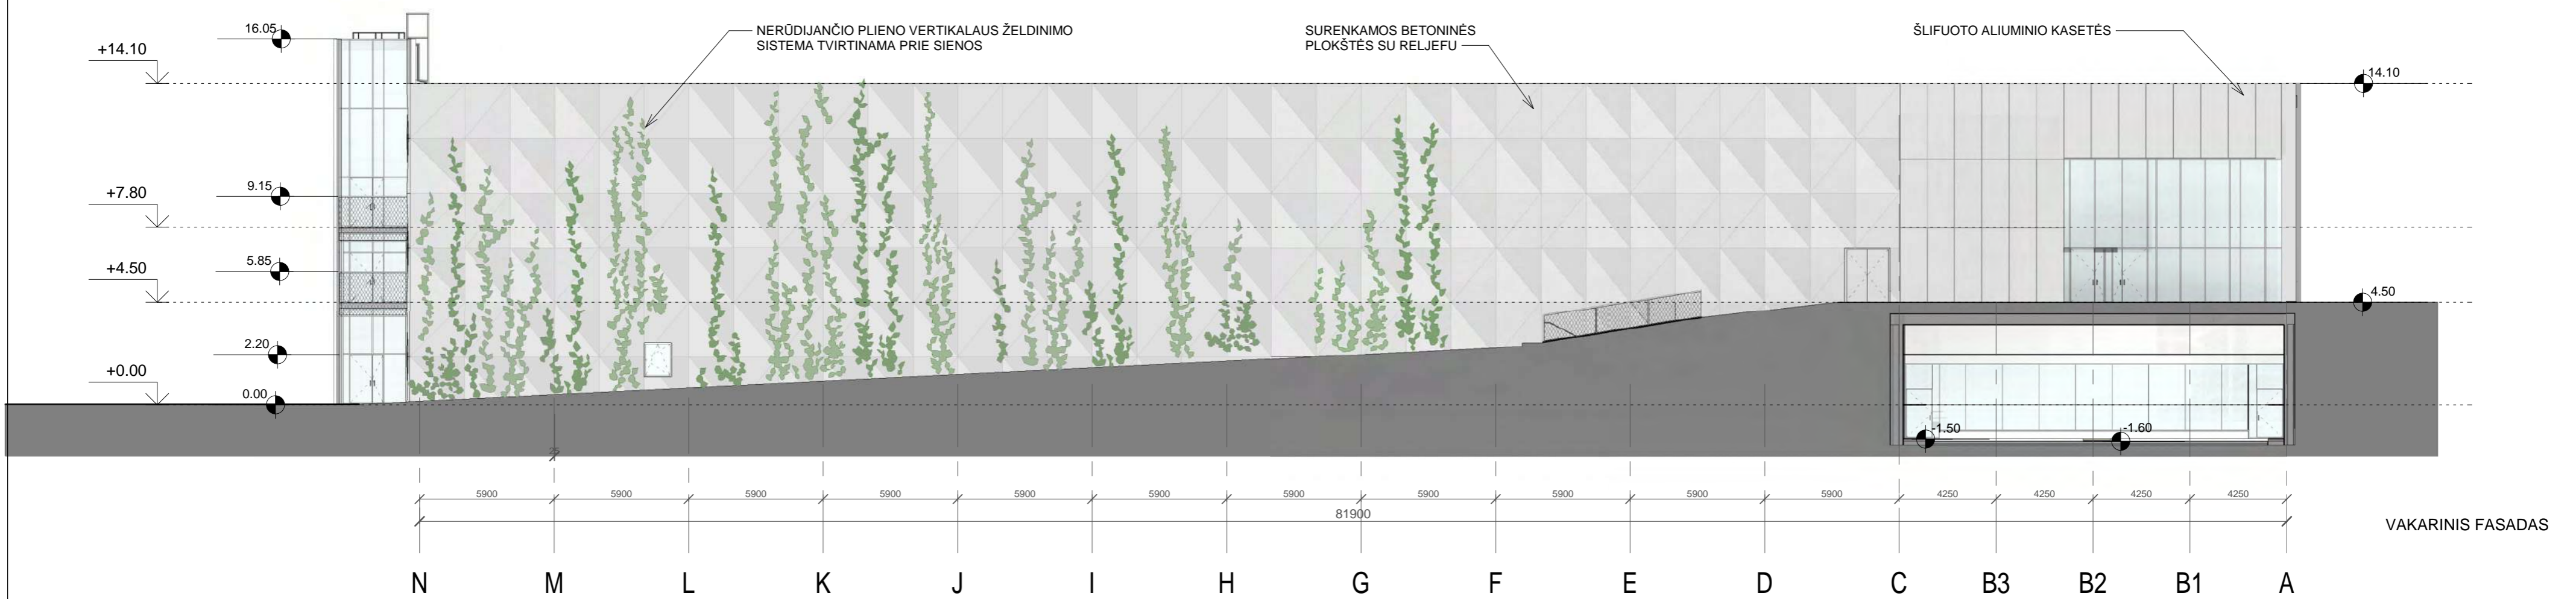 16.05
+14.10
NERŪDIJANČIO PLIENO VERTIKALAUS ŽELDINIMO
SISTEMA TVIRTINAMA PRIE SIENOS
SURENKAMOS BETONINĖS
PLOKŠTĖS SU RELJEFU
ŠLIFUOTO ALIUMINIO KASETĖS
14.10
9.15
+7.80
5.85
+4.50
4.50
2.20
+0.00
0.00
-1.50
-1.60
5900 5900 5900 5900 5900 5900 5900 5900 5900 5900 5900 4250 4250 4250 4250
81900
VAKARINIS FASADAS
N M L K J I H G F E D C B3 B2 B1 A